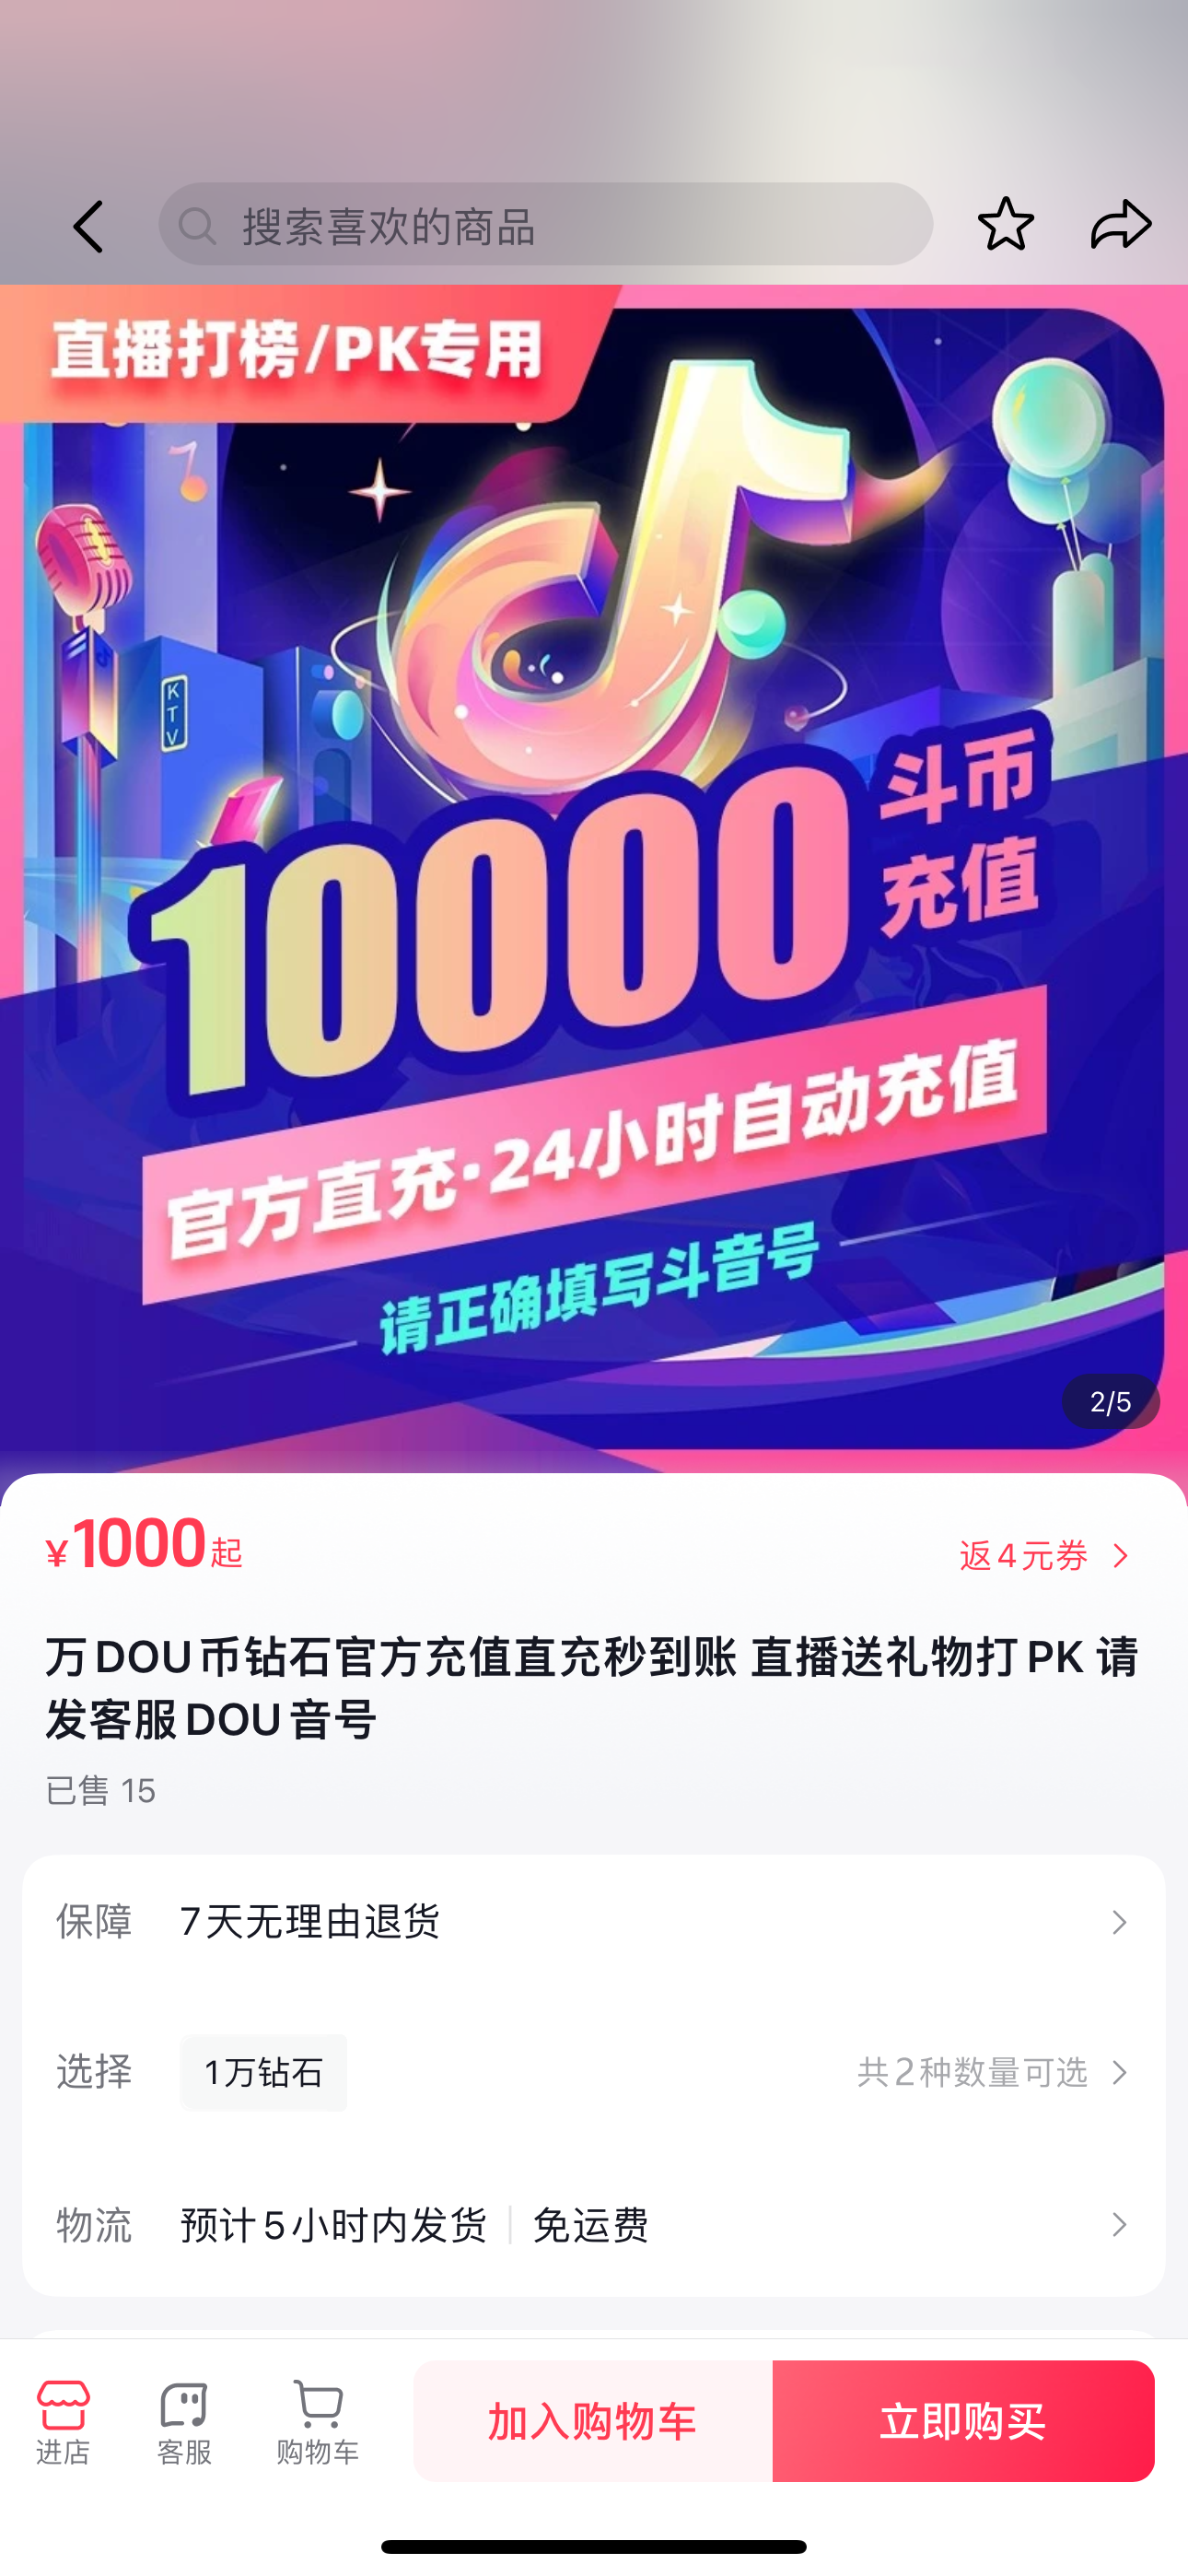 搜索喜欢的商品
直播打榜/PK专用
KTV
10000
斗币
充值
官方直充·24小时自动充值
请正确填写斗音号
2/5
¥1000起
返4元券
万DOU币钻石官方充值直充秒到账 直播送礼物打PK 请
发客服DOU音号
已售 15
保障 7天无理由退货
选择 1万钻石 共2种数量可选
物流 预计5小时内发货 免运费
进店 客服 购物车 加入购物车 立即购买